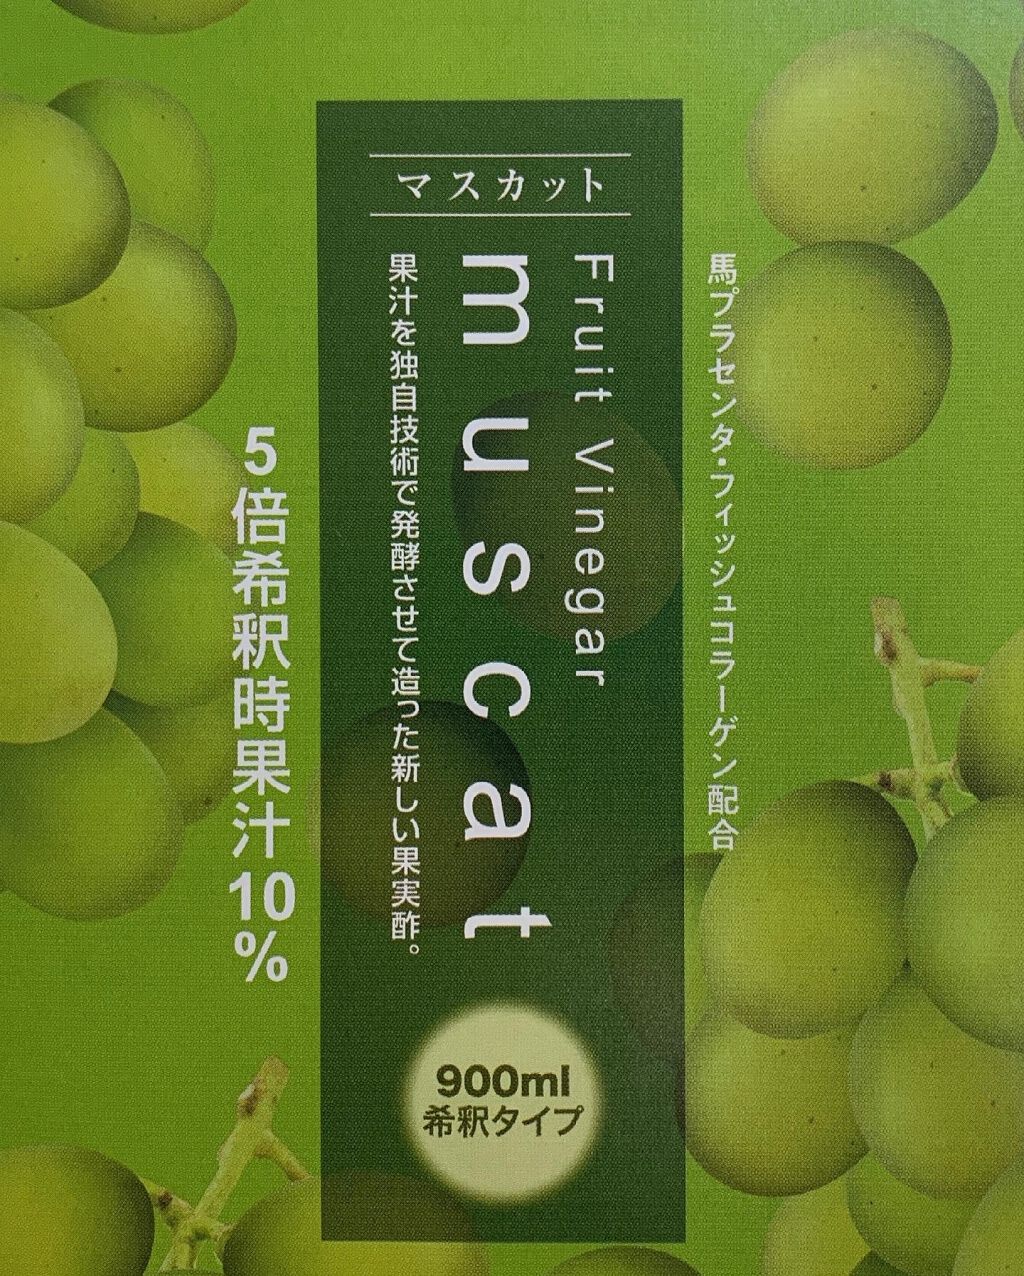 マスカット
馬プラセンタ・フィッシュコラーゲン配合
Fruit Vinegar
muscat
果汁を独自技術で発酵させて造った新しい果実酢。
5倍希釈時果汁10%
900ml
希釈タイプ